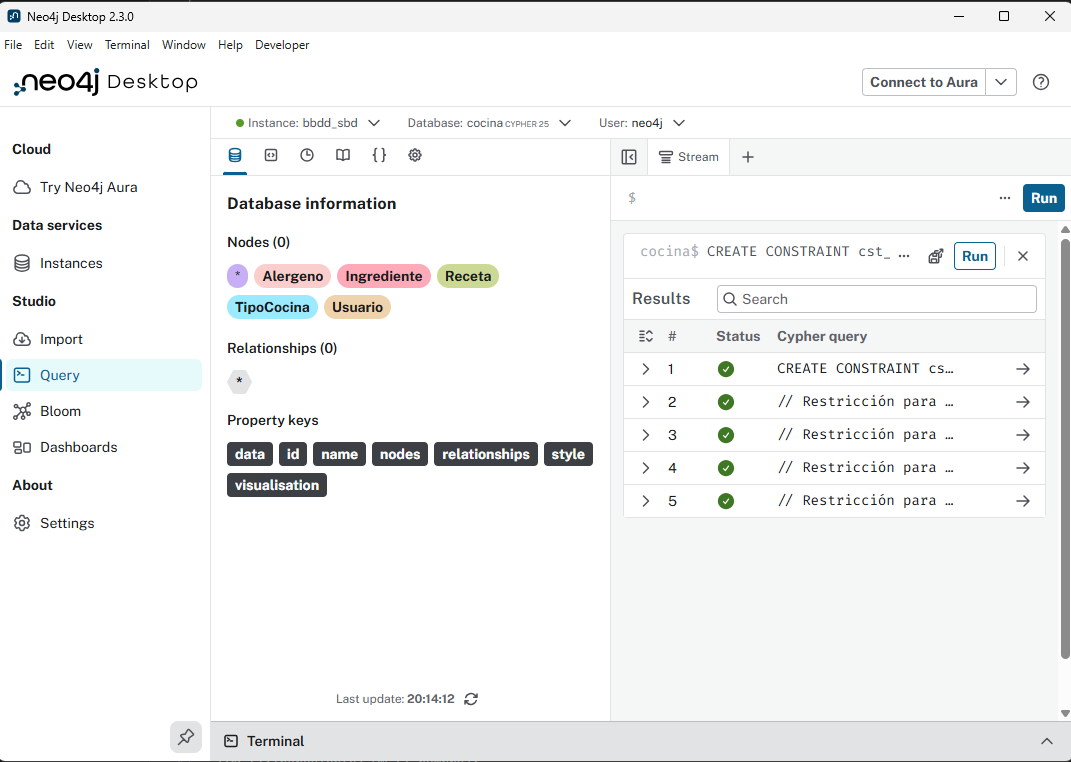 Neo4j Desktop 2.3.0
File Edit View Terminal Window Help Developer
neo4j Desktop
Connect to Aura
Cloud
Try Neo4j Aura
Data services
Instances
Studio
Import
Query
Bloom
Dashboards
About
Settings
Instance: bbdd_sbd Database: cocina CYPHER 25 User: neo4j
Database information
Nodes (0)
* Alergeno Ingrediente Receta
TipoCocina Usuario
Relationships (0)
*
Property keys
data id name nodes relationships style
visualisation
Last update: 20:14:12
Stream
$ ... Run
cocina$ CREATE CONSTRAINT cst_ ... Run
Results Search
# Status Cypher query
1 CREATE CONSTRAINT cs…
2 // Restricción para …
3 // Restricción para …
4 // Restricción para …
5 // Restricción para …
Terminal